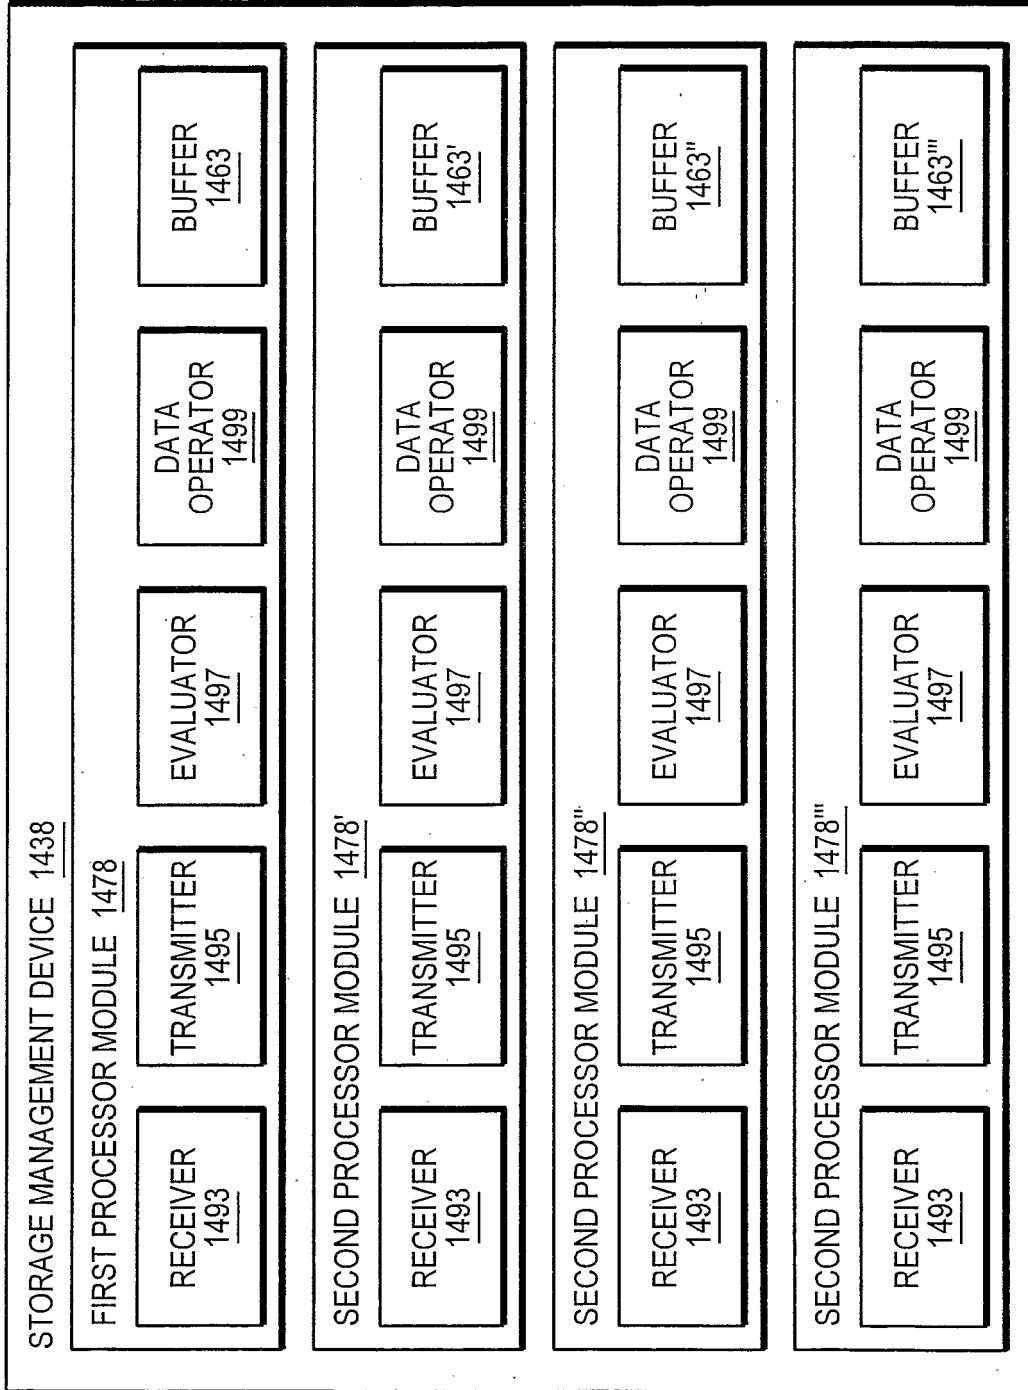 STORAGE MANAGEMENT DEVICE 1438
FIRST PROCESSOR MODULE 1478
RECEIVER
1493
TRANSMITTER
1495
EVALUATOR
1497
DATA
OPERATOR
1499
BUFFER
1463
SECOND PROCESSOR MODULE 1478'
RECEIVER
1493
TRANSMITTER
1495
EVALUATOR
1497
DATA
OPERATOR
1499
BUFFER
1463'
SECOND PROCESSOR MODULE 1478"
RECEIVER
1493
TRANSMITTER
1495
EVALUATOR
1497
DATA
OPERATOR
1499
BUFFER
1463"
SECOND PROCESSOR MODULE 1478'"
RECEIVER
1493
TRANSMITTER
1495
EVALUATOR
1497
DATA
OPERATOR
1499
BUFFER
1463'"